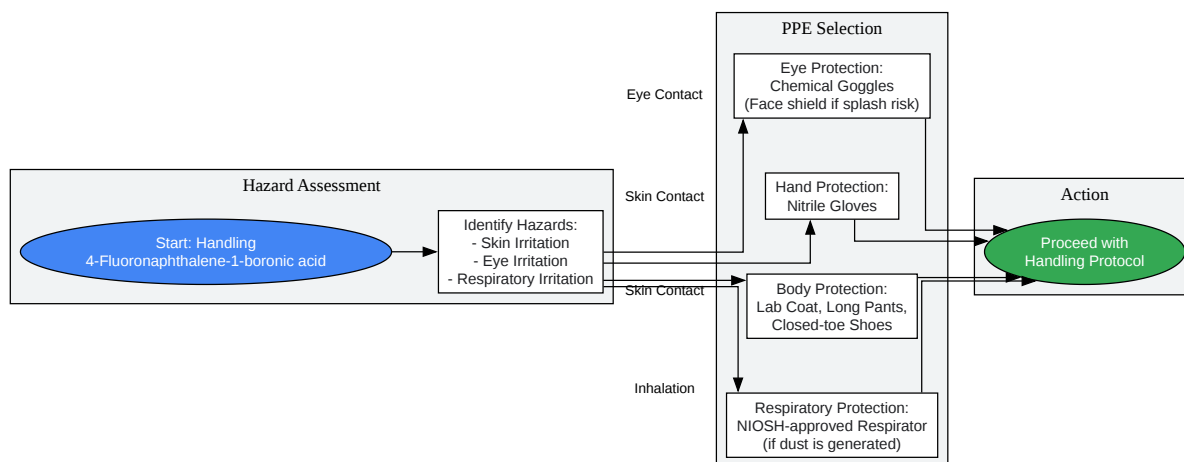 Hazard Assessment
Start: Handling
4-Fluoronaphthalene-1-boronic acid
Identify Hazards:
- Skin Irritation
- Eye Irritation
- Respiratory Irritation
Eye Contact
Skin Contact
Skin Contact
Inhalation
PPE Selection
Eye Protection:
Chemical Goggles
(Face shield if splash risk)
Hand Protection:
Nitrile Gloves
Body Protection:
Lab Coat, Long Pants,
Closed-toe Shoes
Respiratory Protection:
NIOSH-approved Respirator
(if dust is generated)
Action
Proceed with
Handling Protocol